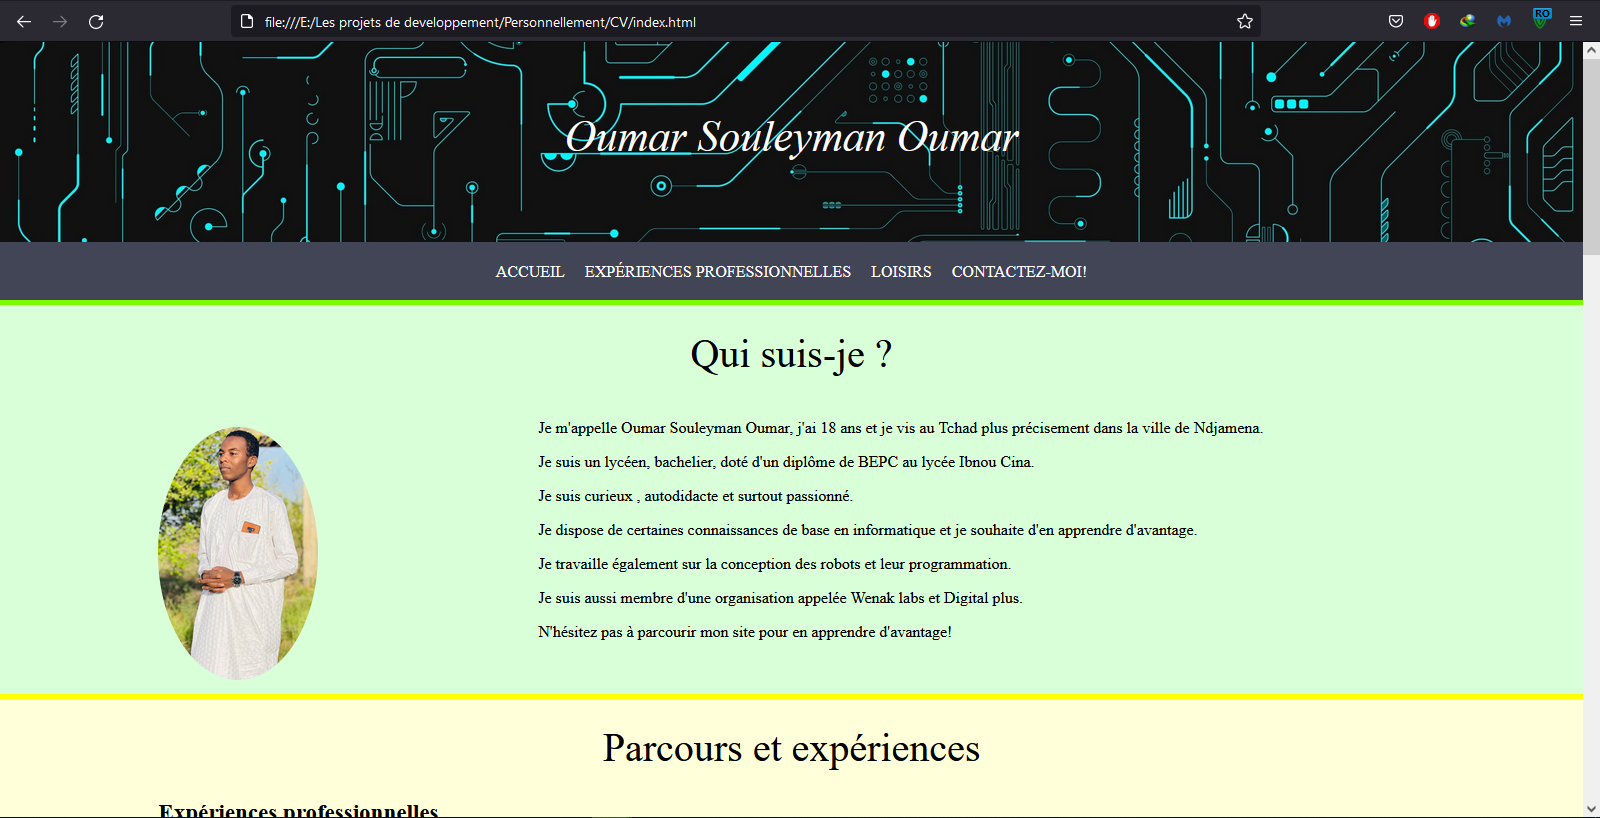 file:///E:/Les projets de developpement/Personnellement/CV/index.html
RO
Oumar Souleyman Oumar
ACCUEIL EXPÉRIENCES PROFESSIONNELLES LOISIRS CONTACTEZ-MOI!
Qui suis-je ?
Je m'appelle Oumar Souleyman Oumar, j'ai 18 ans et je vis au Tchad plus précisement dans la ville de Ndjamena.
Je suis un lycéen, bachelier, doté d'un diplôme de BEPC au lycée Ibnou Cina.
Je suis curieux , autodidacte et surtout passionné.
Je dispose de certaines connaissances de base en informatique et je souhaite d'en apprendre d'avantage.
Je travaille également sur la conception des robots et leur programmation.
Je suis aussi membre d'une organisation appelée Wenak labs et Digital plus.
N'hésitez pas à parcourir mon site pour en apprendre d'avantage!
Parcours et expériences
Expériences professionnelles